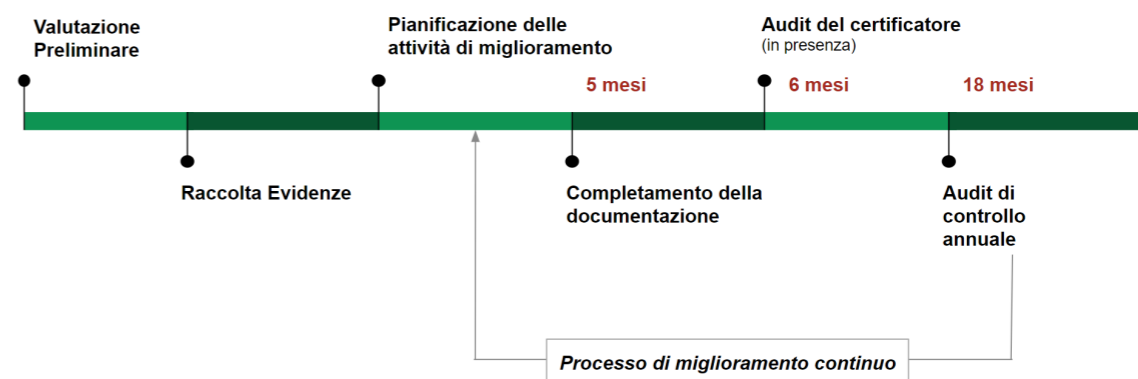 Valutazione
Preliminare
Pianificazione delle
attività di miglioramento
Audit del certificatore
(in presenza)
5 mesi
6 mesi
18 mesi
Raccolta Evidenze
Completamento della
documentazione
Audit di
controllo
annuale
Processo di miglioramento continuo